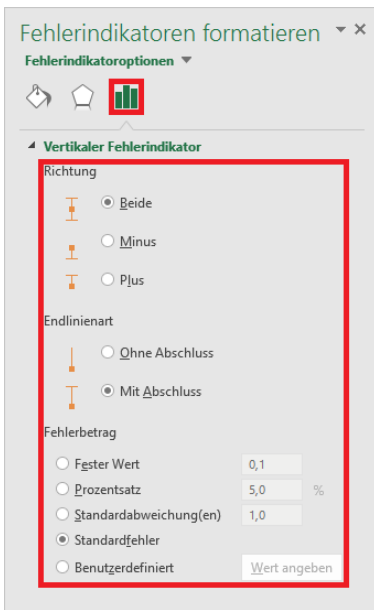 Fehlerindikatoren formatieren
Fehlerindikatoroptionen
Vertikaler Fehlerindikator
Richtung
Beide
Minus
Plus
Endlinienart
Ohne Abschluss
Mit Abschluss
Fehlerbetrag
Fester Wert 0,1
Prozentsatz 5,0 %
Standardabweichung(en) 1,0
Standardfehler
Benutzerdefiniert Wert angeben